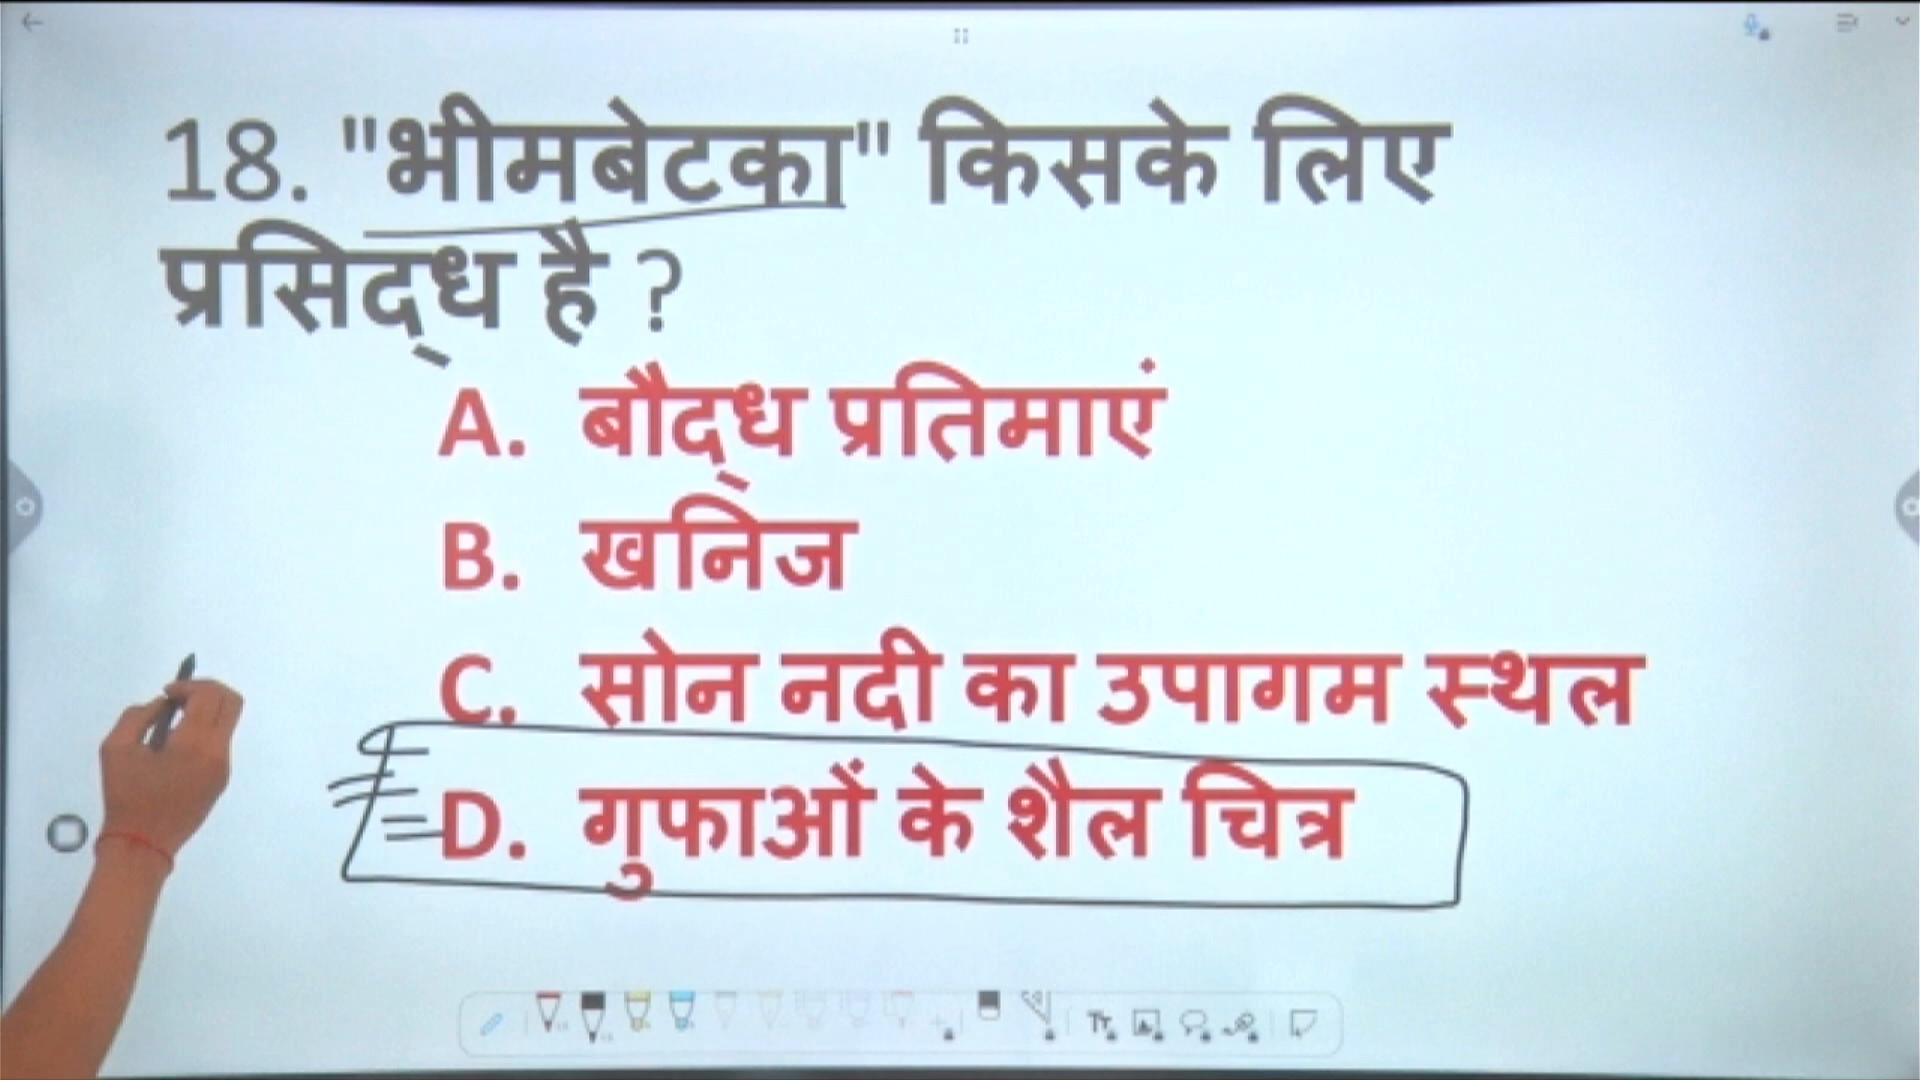 18. "भीमबेटका" किसके लिए
प्रसिद्ध है ?
A. बौद्ध प्रतिमाएं
B. खनिज
C. सोन नदी का उपागम स्थल
D. गुफाओं के शैल चित्र